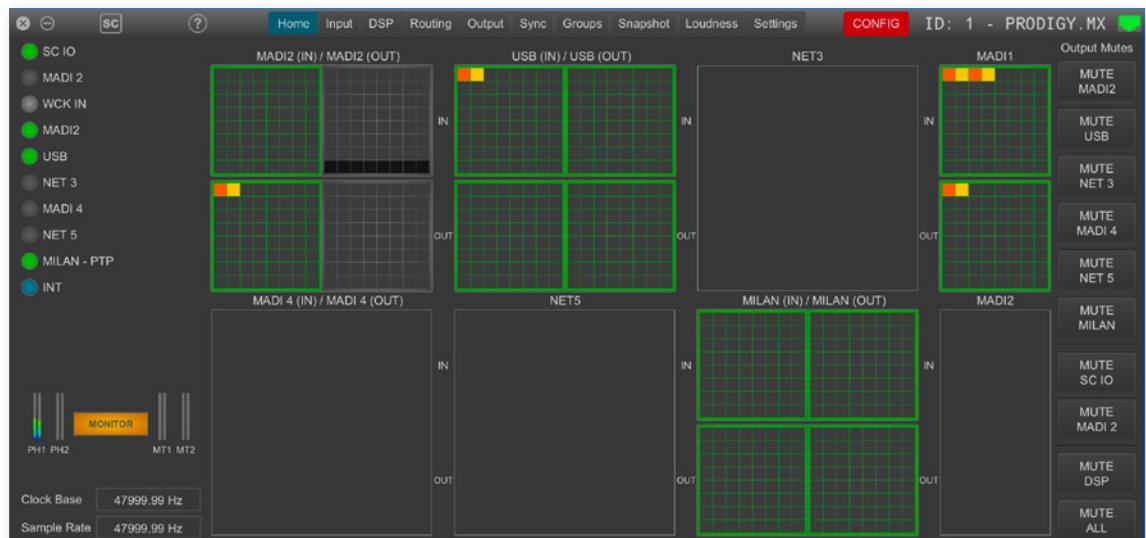 SC ? Home Input DSP Routing Output Sync Groups Snapshot Loudness Settings CONFIG ID: 1 - PRODIGY.MX
SC IO
MADI 2
WCK IN
MADI2
USB
NET 3
MADI 4
NET 5
MILAN - PTP
INT
MADI2 (IN) / MADI2 (OUT)
USB (IN) / USB (OUT)
NET3
MADI1
IN
IN
IN
OUT
OUT
OUT
MADI 4 (IN) / MADI 4 (OUT)
NET5
MILAN (IN) / MILAN (OUT)
MADI2
IN
IN
IN
OUT
OUT
OUT
MONITOR
PH1 PH2 MT1 MT2
Clock Base 47999.99 Hz
Sample Rate 47999.99 Hz
Output Mutes
MUTE
MADI2
MUTE
USB
MUTE
NET 3
MUTE
MADI 4
MUTE
NET 5
MUTE
MILAN
MUTE
SC IO
MUTE
MADI 2
MUTE
DSP
MUTE
ALL